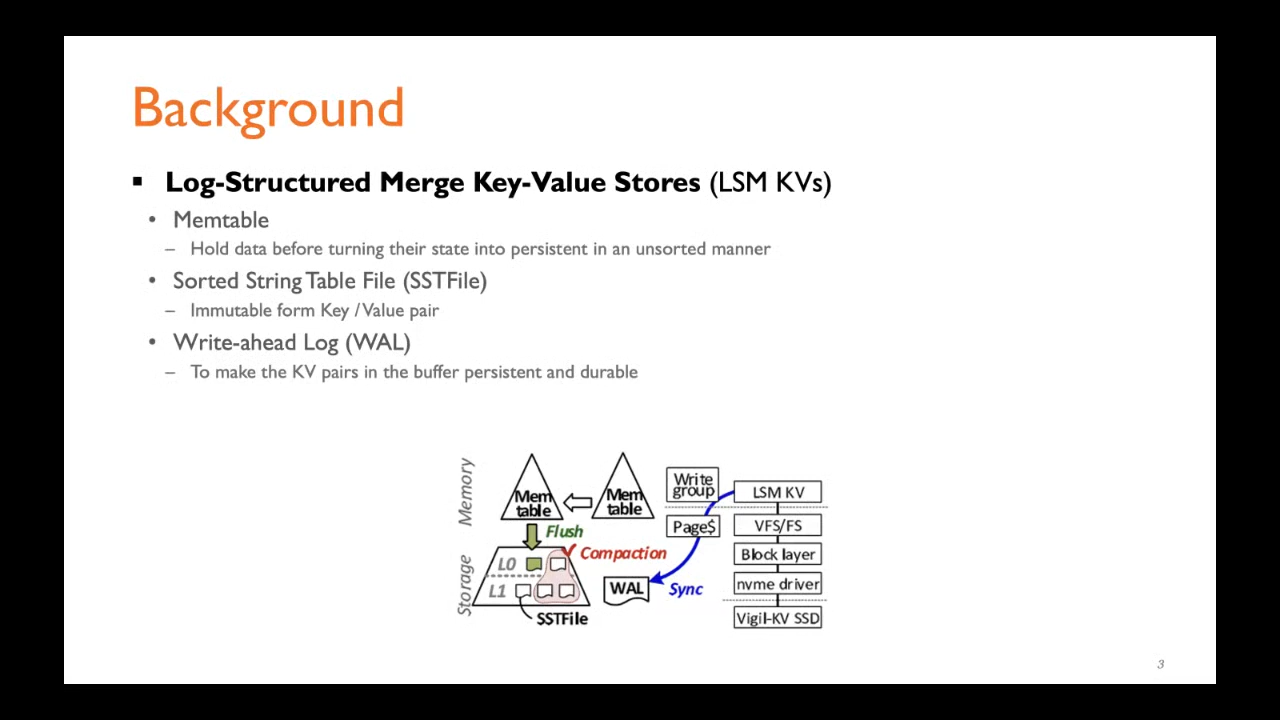 Background
▪ Log-Structured Merge Key-Value Stores (LSM KVs)
• Memtable
– Hold data before turning their state into persistent in an unsorted manner
• Sorted String Table File (SSTFile)
– Immutable form Key / Value pair
• Write-ahead Log (WAL)
– To make the KV pairs in the buffer persistent and durable
Memory
Mem
table
Mem
table
Write
group
LSM KV
Page$
VFS/FS
Flush
Storage
L0
Compaction
Block layer
L1
WAL
Sync
nvme driver
SSTFile
Vigil-KV SSD
3